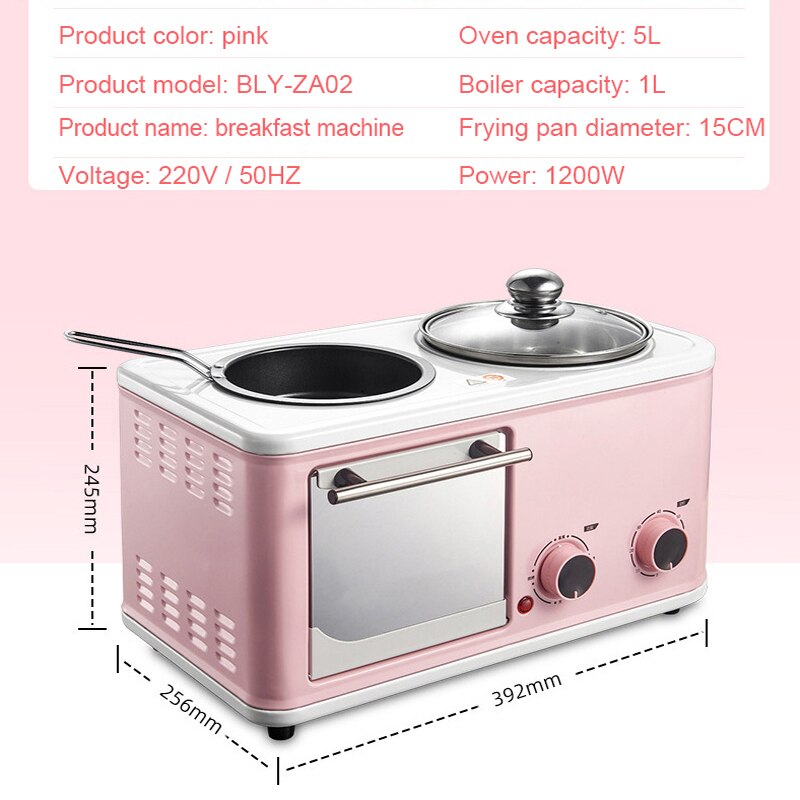 Product color: pink
Oven capacity: 5L
Product model: BLY-ZA02
Boiler capacity: 1L
Product name: breakfast machine
Frying pan diameter: 15CM
Voltage: 220V / 50HZ
Power: 1200W
245mm
256mm
392mm